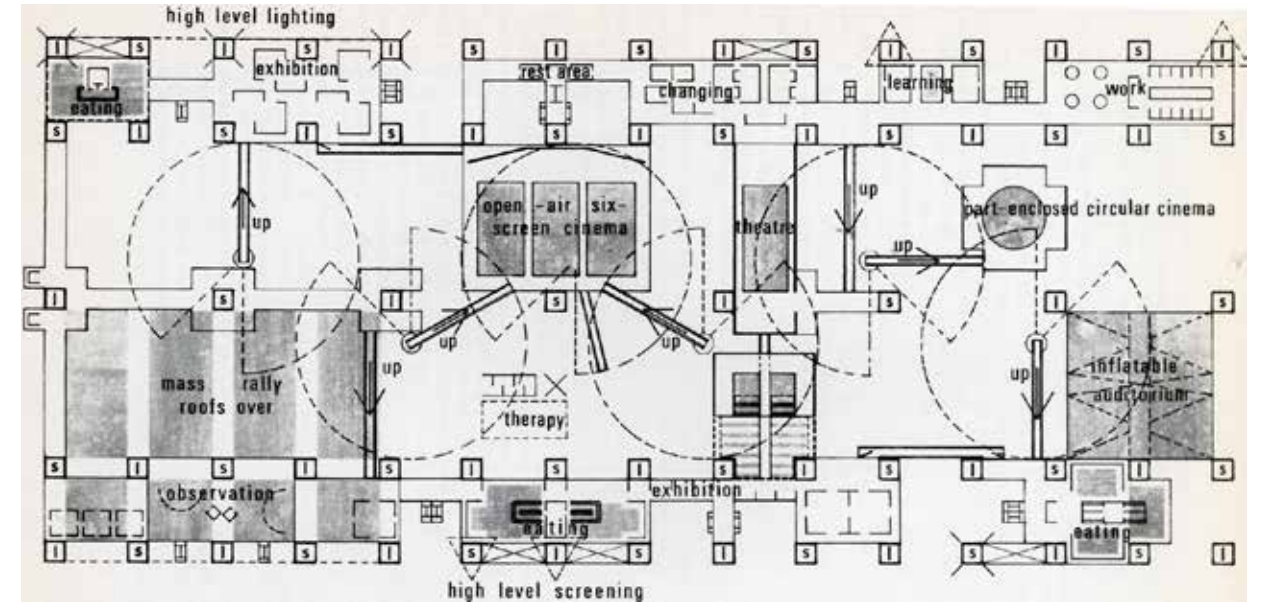 high level lighting
I S I S I S I S I S I S I S I
eating
exhibition
rest area
changing
learning
work
S I S I S I S I S I S I S I S
up
open-air six-
screen cinema
theatre
up
part-enclosed circular cinema
I S I S S I S
mass rally
roofs over
up
up
therapy
up
up
inflatable
auditorium
S I S I S I S I S I S I S I S
observation
eating
exhibition
eating
I S I S I S I S I S I S I S I
high level screening